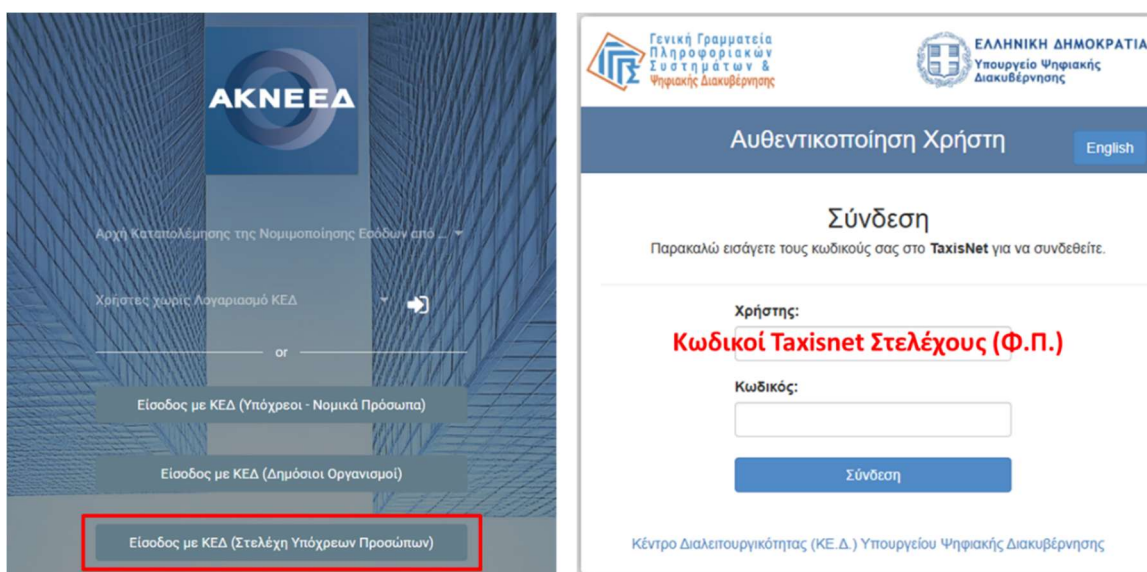 ΑΚΝΕΕΔ
Αρχή Καταπολέμησης της Νομιμοποίησης Εσόδων από ...
Χρήστες χωρίς Λογαριασμό ΚΕΔ
or
Είσοδος με ΚΕΔ (Υπόχρεοι - Νομικά Πρόσωπα)
Είσοδος με ΚΕΔ (Δημόσιοι Οργανισμοί)
Είσοδος με ΚΕΔ (Στελέχη Υπόχρεων Προσώπων)
Γενική Γραμματεία
Πληροφοριακών
Συστημάτων &
Ψηφιακής Διακυβέρνησης
ΕΛΛΗΝΙΚΗ ΔΗΜΟΚΡΑΤΙΑ
Υπουργείο Ψηφιακής
Διακυβέρνησης
Αυθεντικοποίηση Χρήστη
English
Σύνδεση
Παρακαλώ εισάγετε τους κωδικούς σας στο TaxisNet για να συνδεθείτε.
Χρήστης:
Κωδικοί Taxisnet Στελέχους (Φ.Π.)
Κωδικός:
Σύνδεση
Κέντρο Διαλειτουργικότητας (ΚΕ.Δ.) Υπουργείου Ψηφιακής Διακυβέρνησης